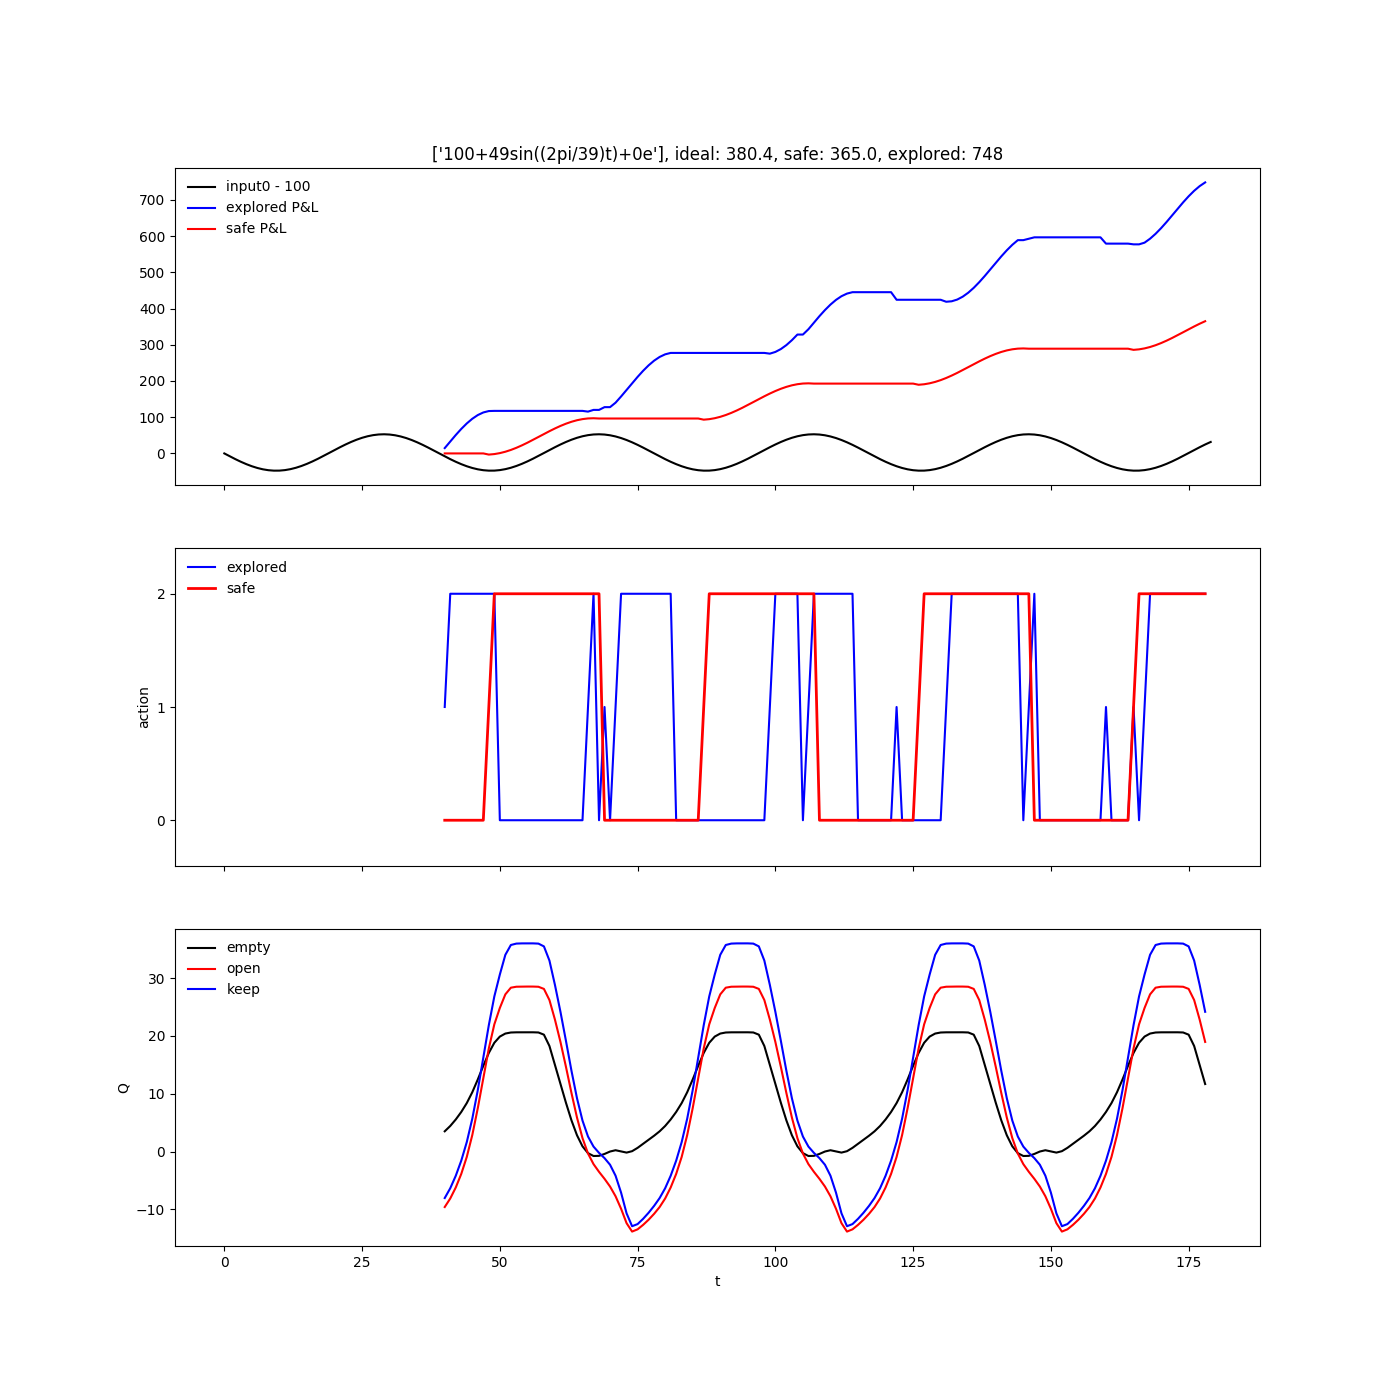 ['100+49sin((2pi/39)t)+0e'], ideal: 380.4, safe: 365.0, explored: 748
input0 - 100
explored P&L
safe P&L
700
600
500
400
300
200
100
0
explored
safe
2
1
0
action
empty
open
keep
30
20
10
0
−10
Q
0 25 50 75 100 125 150 175
t